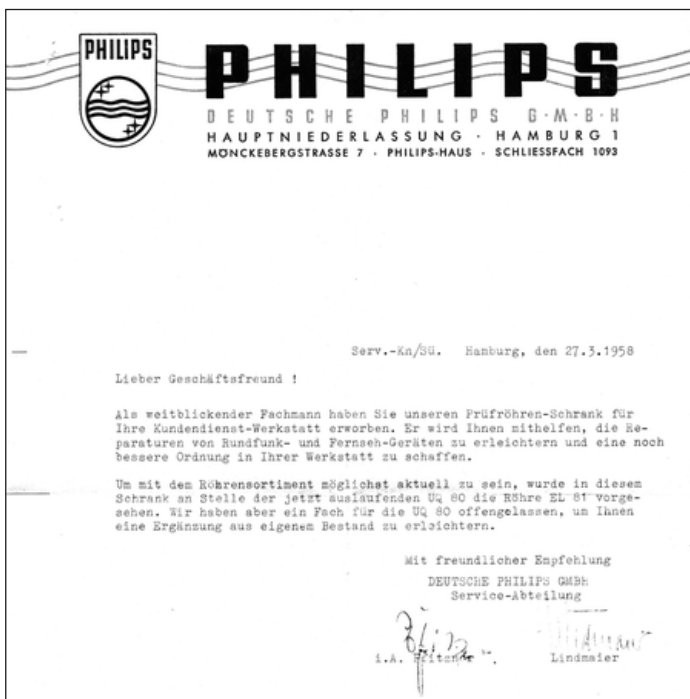 PHILIPS
PHILIPS
DEUTSCHE PHILIPS G·M·B·H
HAUPTNIEDERLASSUNG · HAMBURG 1
MÖNCKEBERGSTRASSE 7 · PHILIPS-HAUS · SCHLIESSFACH 1093
Serv.-Kn/Sü. Hamburg, den 27.3.1958
Lieber Geschäftsfreund !
Als weitblickender Fachmann haben Sie unseren Prüfröhren-Schrank für
Ihre Kundendienst-Werkstatt erworben. Er wird Ihnen mithelfen, die Re-
paraturen von Rundfunk- und Fernseh-Geräten zu erleichtern und eine noch
bessere Ordnung in Ihrer Werkstatt zu schaffen.
Um mit dem Röhrensortiment möglichst aktuell zu sein, wurde in diesem
Schrank an Stelle der jetzt auslaufenden UQ 80 die Röhre EL 81 vorge-
sehen. Wir haben aber ein Fach für die UQ 80 offengelassen, um Ihnen
eine Ergänzung aus eigenem Bestand zu erleichtern.
Mit freundlicher Empfehlung
DEUTSCHE PHILIPS GMBH
Service-Abteilung
i.A. Lindmaier